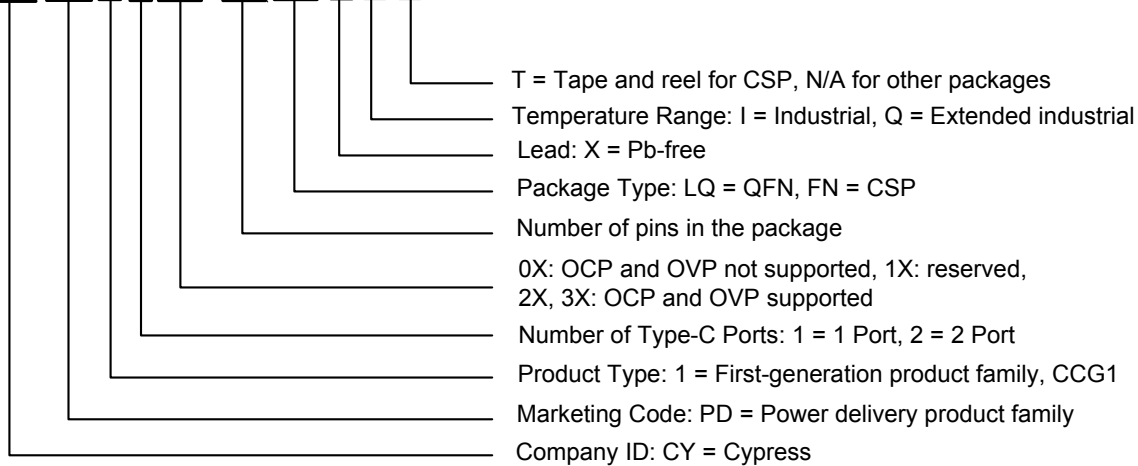 T = Tape and reel for CSP, N/A for other packages
Temperature Range: I = Industrial, Q = Extended industrial
Lead: X = Pb-free
Package Type: LQ = QFN, FN = CSP
Number of pins in the package
0X: OCP and OVP not supported, 1X: reserved,
2X, 3X: OCP and OVP supported
Number of Type-C Ports: 1 = 1 Port, 2 = 2 Port
Product Type: 1 = First-generation product family, CCG1
Marketing Code: PD = Power delivery product family
Company ID: CY = Cypress